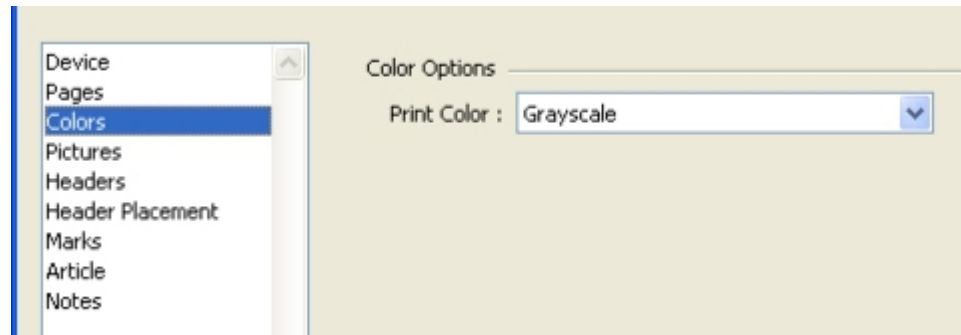 Device
Pages
Colors
Pictures
Headers
Header Placement
Marks
Article
Notes
Color Options
Print Color : Grayscale